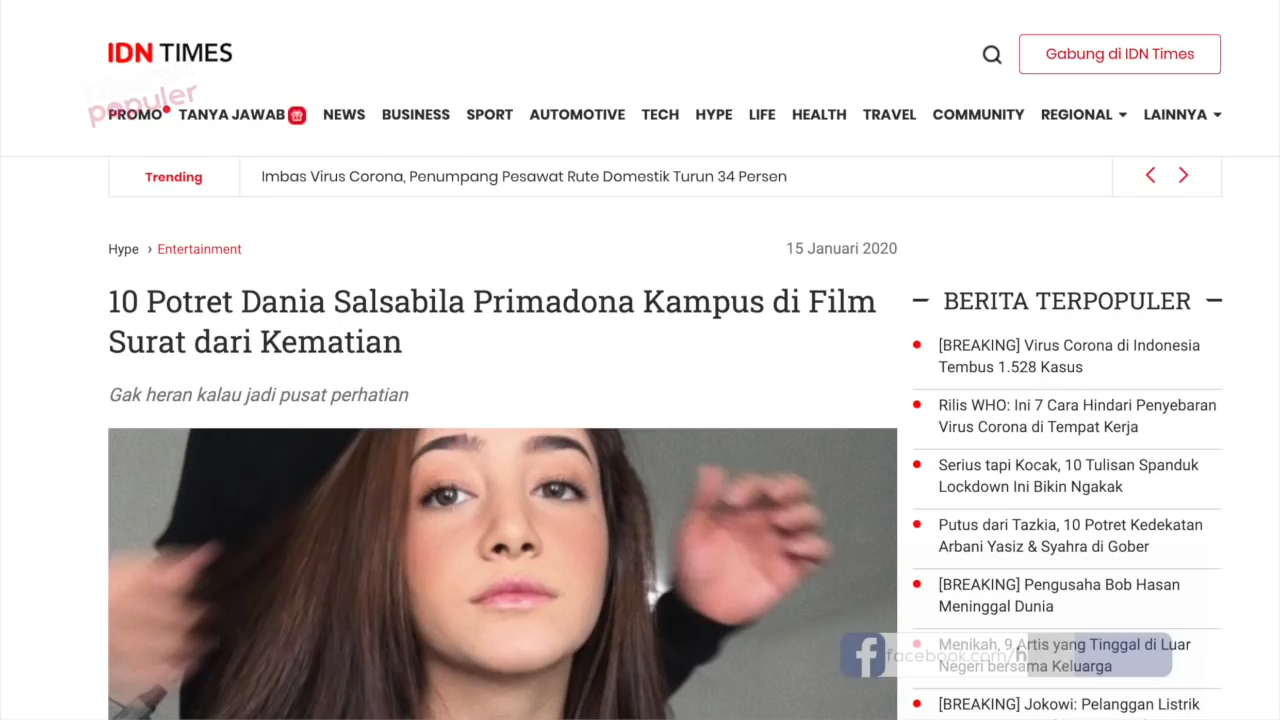 IDN TIMES
Gabung di IDN Times
populer
PROMO TANYA JAWAB NEWS BUSINESS SPORT AUTOMOTIVE TECH HYPE LIFE HEALTH TRAVEL COMMUNITY REGIONAL LAINNYA
Trending Imbas Virus Corona, Penumpang Pesawat Rute Domestik Turun 34 Persen
Hype › Entertainment 15 Januari 2020
10 Potret Dania Salsabila Primadona Kampus di Film
Surat dari Kematian
Gak heran kalau jadi pusat perhatian
BERITA TERPOPULER
[BREAKING] Virus Corona di Indonesia
Tembus 1.528 Kasus
Rilis WHO: Ini 7 Cara Hindari Penyebaran
Virus Corona di Tempat Kerja
Serius tapi Kocak, 10 Tulisan Spanduk
Lockdown Ini Bikin Ngakak
Putus dari Tazkia, 10 Potret Kedekatan
Arbani Yasiz & Syahra di Gober
[BREAKING] Pengusaha Bob Hasan
Meninggal Dunia
Menikah, 9 Artis yang Tinggal di Luar
Negeri bersama Keluarga
facebook.com/h
[BREAKING] Jokowi: Pelanggan Listrik